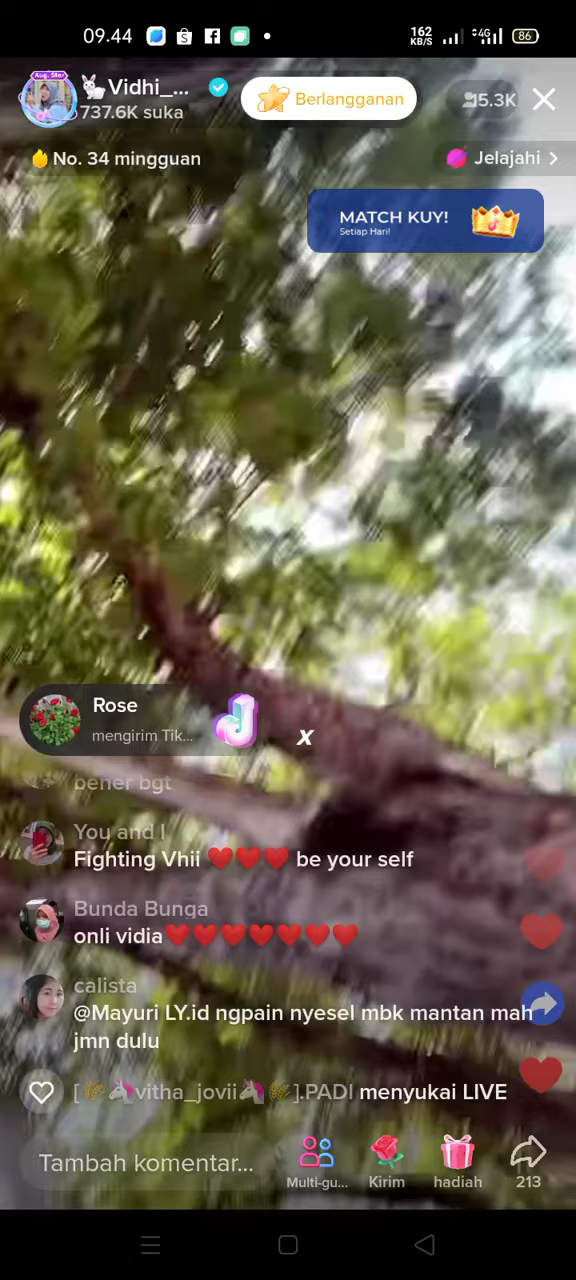 09.44
162
KB/S
4G
86
Aug. Star
Vidhi_...
737.6K suka
Berlangganan
15.3K
No. 34 mingguan
Jelajahi
MATCH KUY!
Setiap Hari!
Rose
mengirim Tik...
x
bener bgt
You and I
Fighting Vhii ❤️❤️❤️ be your self
Bunda Bunga
onli vidia❤️❤️❤️❤️❤️❤️❤️
calista
@Mayuri LY.id ngpain nyesel mbk mantan mah
jmn dulu
[🌾🦄vitha_jovii🦄🌾].PADI menyukai LIVE
Tambah komentar...
Multi-gu...
Kirim
hadiah
213